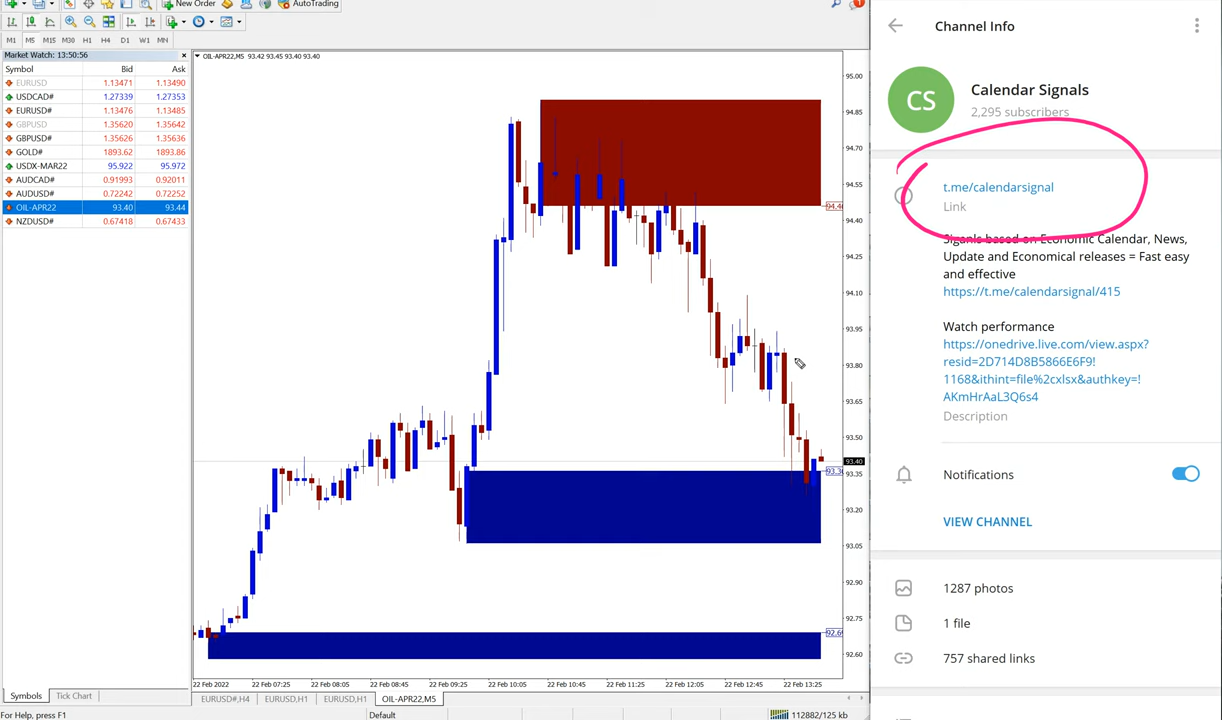 New Order
AutoTrading
1
M1 M5 M15 M30 H1 H4 D1 W1 MN
Market Watch: 13:50:56
Symbol Bid Ask
EURUSD 1.13471 1.13490
USDCAD# 1.27339 1.27353
EURUSD# 1.13476 1.13485
GBPUSD 1.35620 1.35642
GBPUSD# 1.35626 1.35636
GOLD# 1893.62 1893.86
USDX-MAR22 95.922 95.972
AUDCAD# 0.91993 0.92011
AUDUSD# 0.72242 0.72252
OIL-APR22 93.40 93.44
NZDUSD# 0.67418 0.67433
Symbols Tick Chart
For Help, press F1
OIL-APR22,M5 93.42 93.45 93.40 93.40
95.00
94.85
94.70
94.55
94.40
94.25
94.10
93.95
93.80
93.65
93.50
93.40
93.35
93.20
93.05
92.90
92.75
92.60
22 Feb 2022 22 Feb 07:25 22 Feb 08:05 22 Feb 08:45 22 Feb 09:25 22 Feb 10:05 22 Feb 10:45 22 Feb 11:25 22 Feb 12:05 22 Feb 12:45 22 Feb 13:25
EURUSD#,H4 EURUSD,H1 EURUSD,H1 OIL-APR22,M5
Default
112882/125 kb
Channel Info
CS
Calendar Signals
2,295 subscribers
t.me/calendarsignal
Link
Siganls based on Economic Calendar, News,
Update and Economical releases = Fast easy
and effective
https://t.me/calendarsignal/415
Watch performance
https://onedrive.live.com/view.aspx?
resid=2D714D8B5866E6F9!
1168&ithint=file%2cxlsx&authkey=!
AKmHrAaL3Q6s4
Description
Notifications
VIEW CHANNEL
1287 photos
1 file
757 shared links